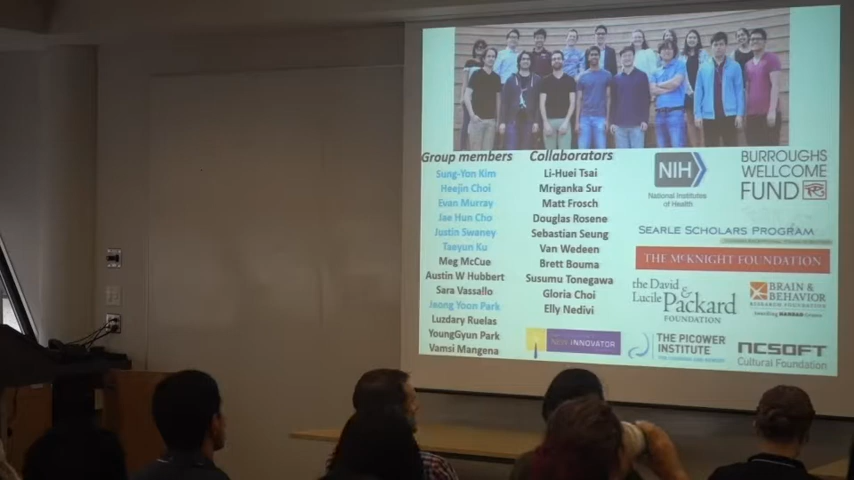 Group members
Sung-Yon Kim
Heejin Choi
Evan Murray
Jae Hun Cho
Justin Swaney
Taeyun Ku
Meg McCue
Austin W Hubbert
Sara Vassallo
Jeong Yoon Park
Luzdary Ruelas
YoungGyun Park
Vamsi Mangena
Collaborators
Li-Huei Tsai
Mriganka Sur
Matt Frosch
Douglas Rosene
Sebastian Seung
Van Wedeen
Brett Bouma
Susumu Tonegawa
Gloria Choi
Elly Nedivi
NIH
National Institutes
of Health
BURROUGHS
WELLCOME
FUND
SEARLE SCHOLARS PROGRAM
THE MCKNIGHT FOUNDATION
the David &
Lucile Packard
FOUNDATION
BRAIN &
BEHAVIOR
RESEARCH FOUNDATION
NEW INNOVATOR
THE PICOWER
INSTITUTE
NCSOFT
Cultural Foundation